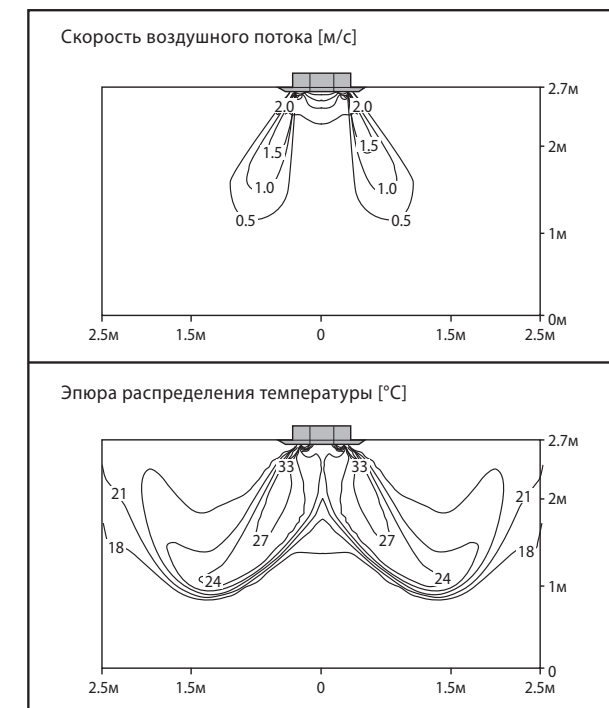 Скорость воздушного потока [м/с]
2.7м
2.0 2.0
2м
1.5 1.5
1.0 1.0
0.5 0.5
1м
0м
2.5м 1.5м 0 1.5м 2.5м
Эпюра распределения температуры [°C]
2.7м
33 33
21 21
2м
27 27
18 18
24 24
1м
0
2.5м 1.5м 0 1.5м 2.5м